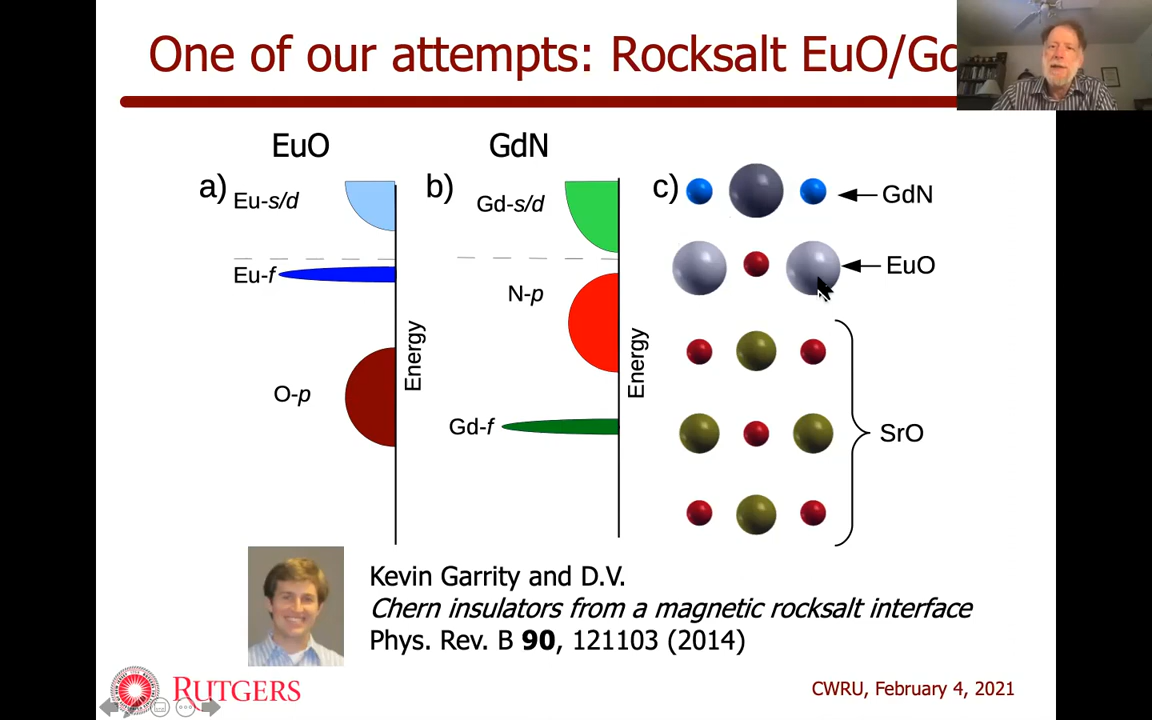 One of our attempts: Rocksalt EuO/Gd
EuO
GdN
a)
Eu-s/d
Eu-f
O-p
Energy
b)
Gd-s/d
N-p
Gd-f
Energy
c)
GdN
EuO
SrO
Kevin Garrity and D.V.
Chern insulators from a magnetic rocksalt interface
Phys. Rev. B 90, 121103 (2014)
RUTGERS
CWRU, February 4, 2021